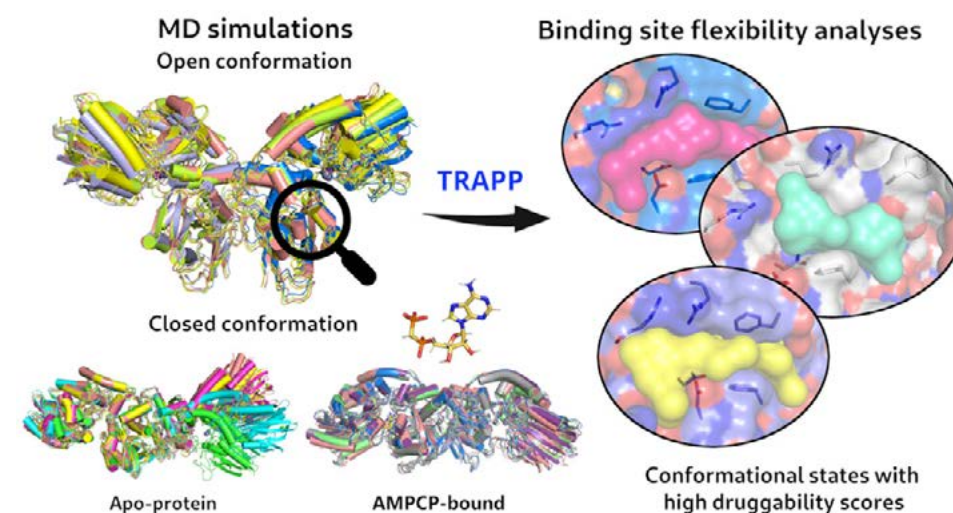 MD simulations
Open conformation
Binding site flexibility analyses
TRAPP
Closed conformation
Apo-protein
AMPCP-bound
Conformational states with
high druggability scores